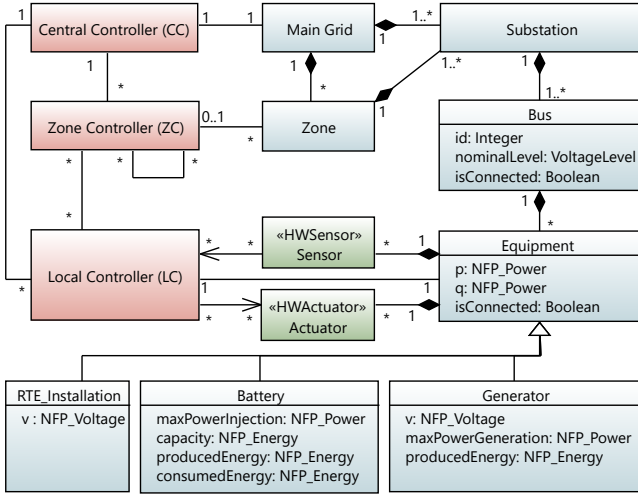 Central Controller (CC)
1
1
1
Main Grid
1
1..*
Substation
1
1
*
1
*
1
1..*
1
1..*
Zone Controller (ZC)
0..1
*
Zone
Bus
id: Integer
nominalLevel: VoltageLevel
isConnected: Boolean
*
*
*
1
*
*
Local Controller (LC)
*
*
*
«HWSensor»
Sensor
*
1
Equipment
p: NFP_Power
q: NFP_Power
isConnected: Boolean
1
1
*
*
«HWActuator»
Actuator
*
1
RTE_Installation
v : NFP_Voltage
Battery
maxPowerInjection: NFP_Power
capacity: NFP_Energy
producedEnergy: NFP_Energy
consumedEnergy: NFP_Energy
Generator
v: NFP_Voltage
maxPowerGeneration: NFP_Power
producedEnergy: NFP_Energy